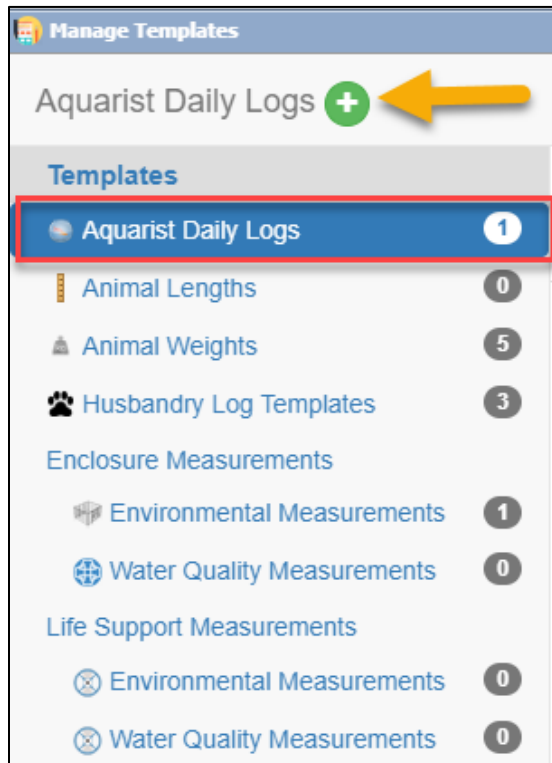 Manage Templates
Aquarist Daily Logs
Templates
Aquarist Daily Logs 1
Animal Lengths 0
Animal Weights 5
Husbandry Log Templates 3
Enclosure Measurements
Environmental Measurements 1
Water Quality Measurements 0
Life Support Measurements
Environmental Measurements 0
Water Quality Measurements 0